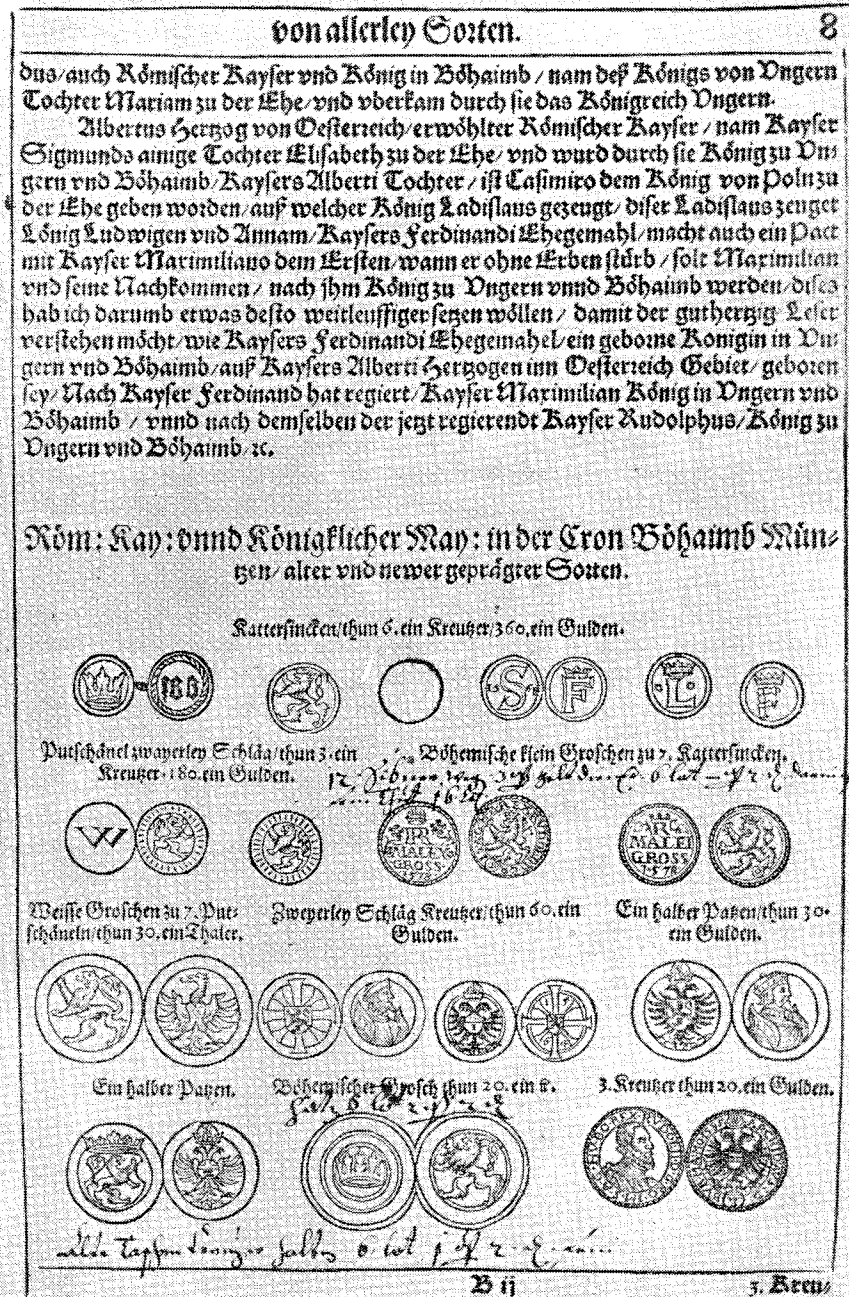 von allerley Sorten. 8
dus/auch Römischer Kayser vnd König in Böhaimb / nam deß Königs von Vngern
Tochter Mariam zu der Ehe/vnd vberkam durch sie das Königreich Vngern.
Albertus Hertzog von Oesterreich/erwöhlter Römischer Kayser / nam Kayser
Sigmunds ainige Tochter Elisabeth zu der Ehe/ vnd wurd durch sie König zu Vn-
gern vnd Böhaimb/Kaysers Alberti Tochter / ist Casimiro dem König von Poln zu
der Ehe geben worden/auß welcher König Ladislaus gezeugt/diser Ladislaus zeuget
König Ludwigen vnd Annam/Kaysers Ferdinandi Ehegemahl/macht auch ein Pact
mit Kayser Maximiliano dem Ersten/wann er ohne Erben stürb / solt Maximilian
vnd seine Nachkommen / nach jhm König zu Vngern vnnd Böhaimb werden/dises
hab ich darumb etwas desto weitleuffiger setzen wöllen/ damit der guthertzig Leser
verstehen möcht/wie Kaysers Ferdinandi Ehegemahel/ein geborne Königin in Vn-
gern vnd Böhaimb/auß Kaysers Alberti Hertzogen inn Oesterreich Gebiet/geboren
sey/Nach Kayser Ferdinand hat regiert/Kayser Maximilian König in Vngern vnd
Böhaimb / vnnd nach demselben der jetzt regierendt Kayser Rudolphus/König zu
Vngern vnd Böhaimb/ꝛc.
Röm: Kay: vnnd Königklicher May: in der Cron Böhaimb Mün-
tzen/alter vnd newer geprägter Sorten.
Kattersincken/thun 6. ein Kreutzer/360. ein Gulden.
S F L F
Putschänel zwayerley Schläg/thun 3. ein
Kreutzer. 180. ein Gulden.
Böhemische klein Groschen zu 7. Kattersincken.
W
MALEI
GROSS
MALEI
GROSS
1578
Weisse Groschen zu 7. Put-
schäneln/thun 30. ein Thaler.
Zweyerley Schläg Kreutzer/thun 60. ein
Gulden.
Ein halber Patzen/thun 30.
ein Gulden.
Ein halber Patzen.
Böhemischer Grosch thun 20. ein fl.
3. Kreutzer thun 20. ein Gulden.
B ij
3. Kreu-